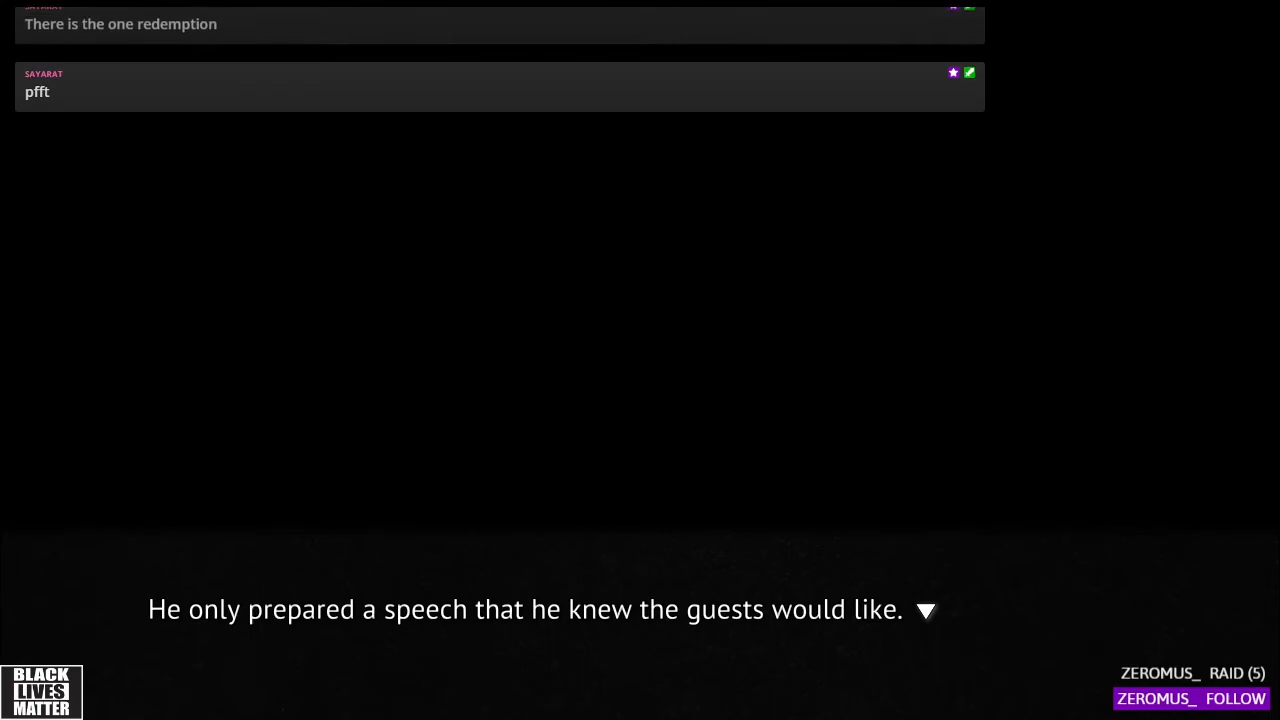 There is the one redemption
SAYARAT
pfft
He only prepared a speech that he knew the guests would like.
BLACK
LIVES
MATTER
ZEROMUS_ RAID (5)
ZEROMUS_ FOLLOW